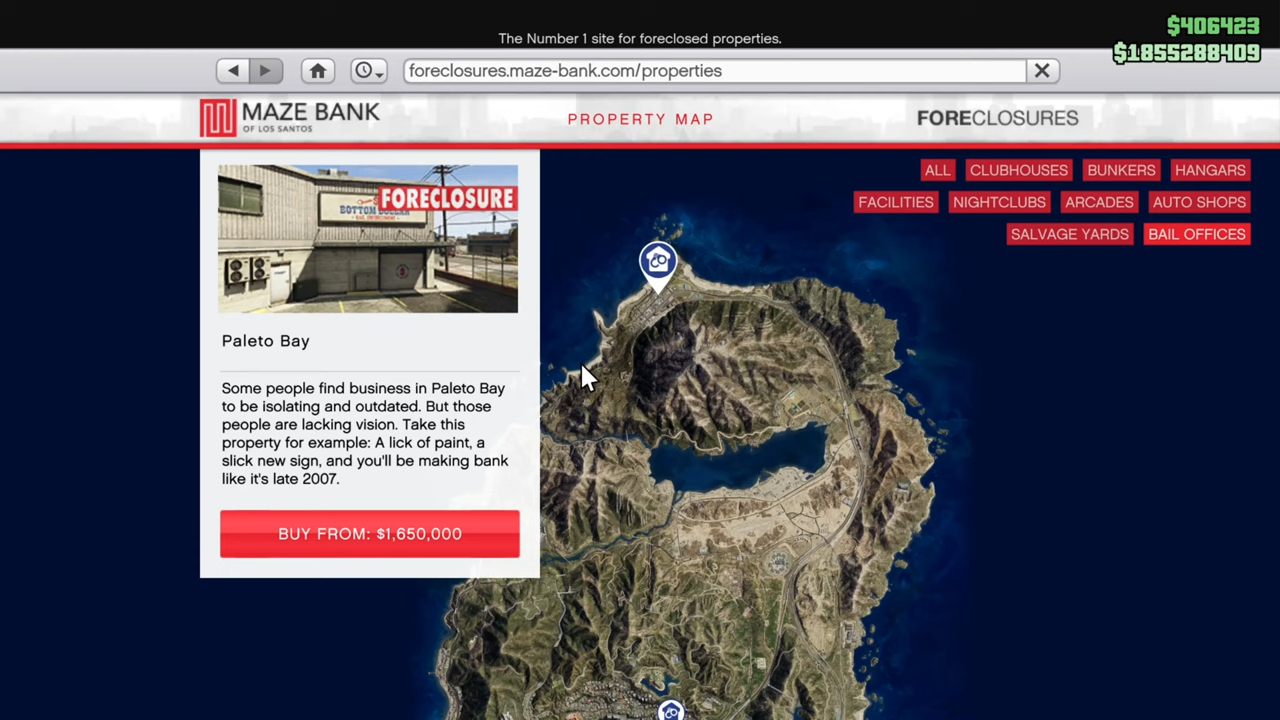 The Number 1 site for foreclosed properties.
$406423
$1855288409
foreclosures.maze-bank.com/properties
MAZE BANK
OF LOS SANTOS
PROPERTY MAP
FORECLOSURES
ALL CLUBHOUSES BUNKERS HANGARS
FACILITIES NIGHTCLUBS ARCADES AUTO SHOPS
SALVAGE YARDS BAIL OFFICES
FORECLOSURE
BOTTOM DOLLAR
Paleto Bay
Some people find business in Paleto Bay
to be isolating and outdated. But those
people are lacking vision. Take this
property for example: A lick of paint, a
slick new sign, and you'll be making bank
like it's late 2007.
BUY FROM: $1,650,000